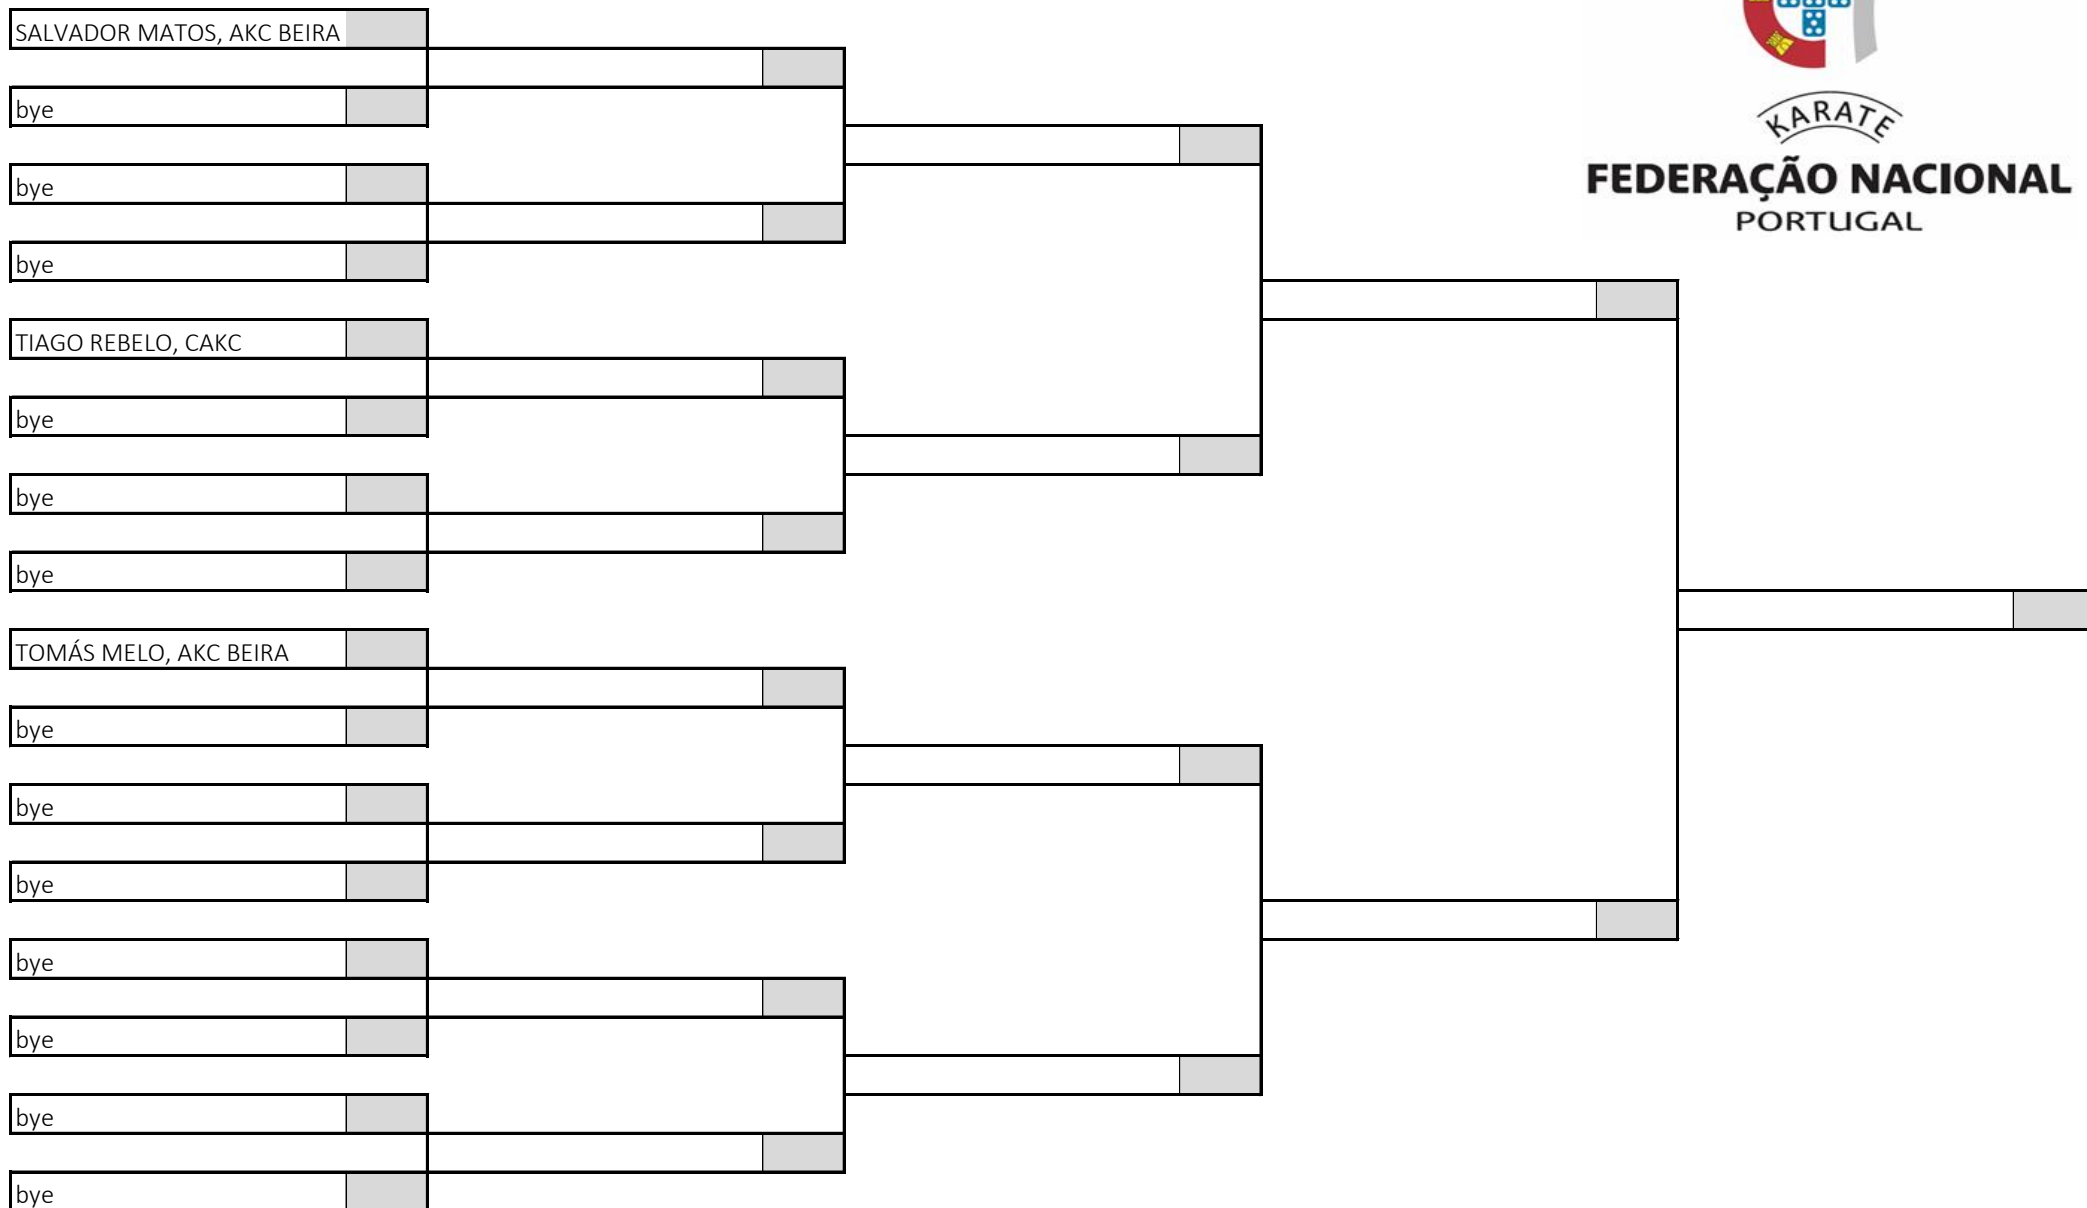 SALVADOR MATOS, AKC BEIRA
bye
bye
bye
TIAGO REBELO, CAKC
bye
bye
bye
TOMÁS MELO, AKC BEIRA
bye
bye
bye
bye
bye
bye
bye
KARATE
FEDERAÇÃO NACIONAL
PORTUGAL